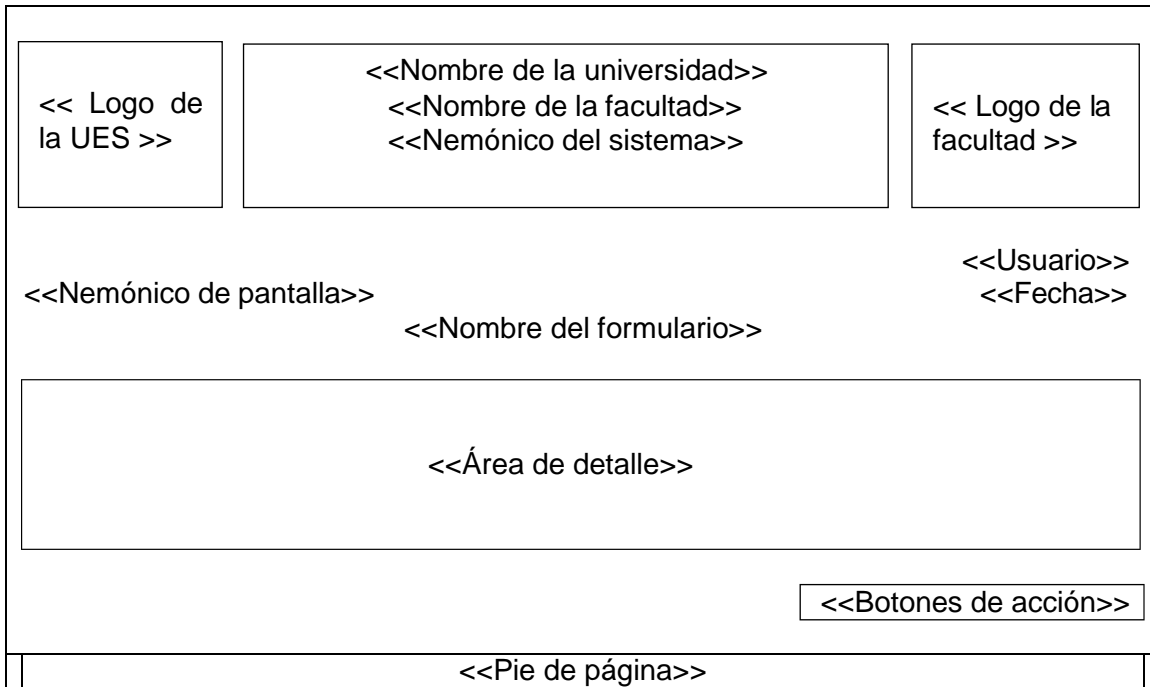 <<Nombre de la universidad>>
<< Logo de
la UES >>
<<Nombre de la facultad>>
<<Nemónico del sistema>>
<< Logo de la
facultad >>
<<Usuario>>
<<Nemónico de pantalla>>
<<Fecha>>
<<Nombre del formulario>>
<<Área de detalle>>
<<Botones de acción>>
<<Pie de página>>